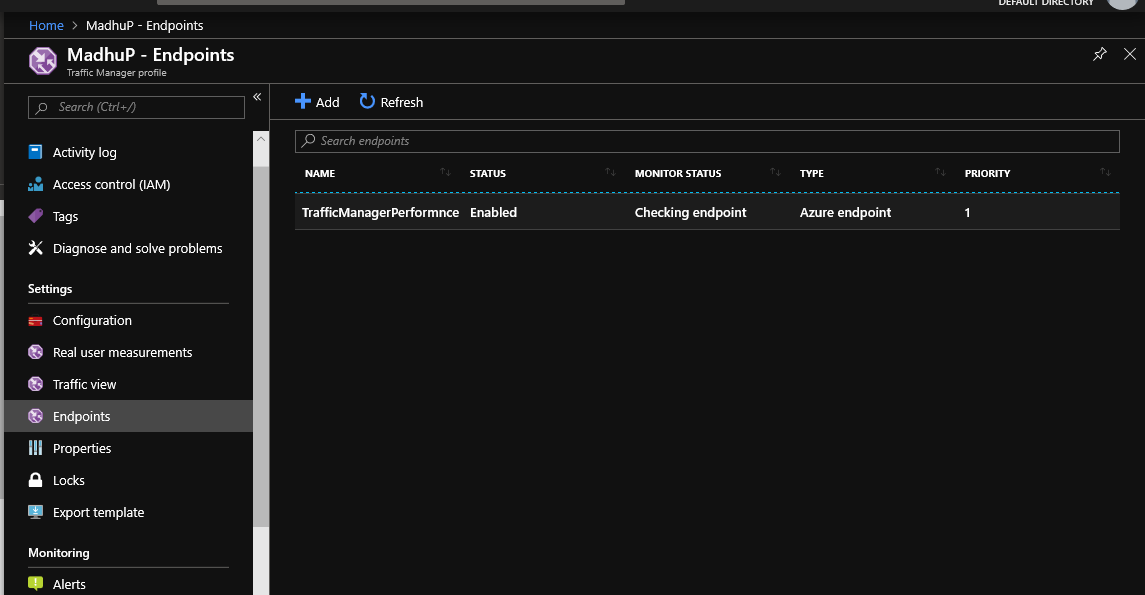 DEFAULT DIRECTORY
Home > MadhuP - Endpoints
MadhuP - Endpoints
Traffic Manager profile
Search (Ctrl+/)
«
Add Refresh
Search endpoints
Activity log
Access control (IAM)
Tags
Diagnose and solve problems
Settings
Configuration
Real user measurements
Traffic view
Endpoints
Properties
Locks
Export template
Monitoring
Alerts
NAME STATUS MONITOR STATUS TYPE PRIORITY
TrafficManagerPerformnce Enabled Checking endpoint Azure endpoint 1